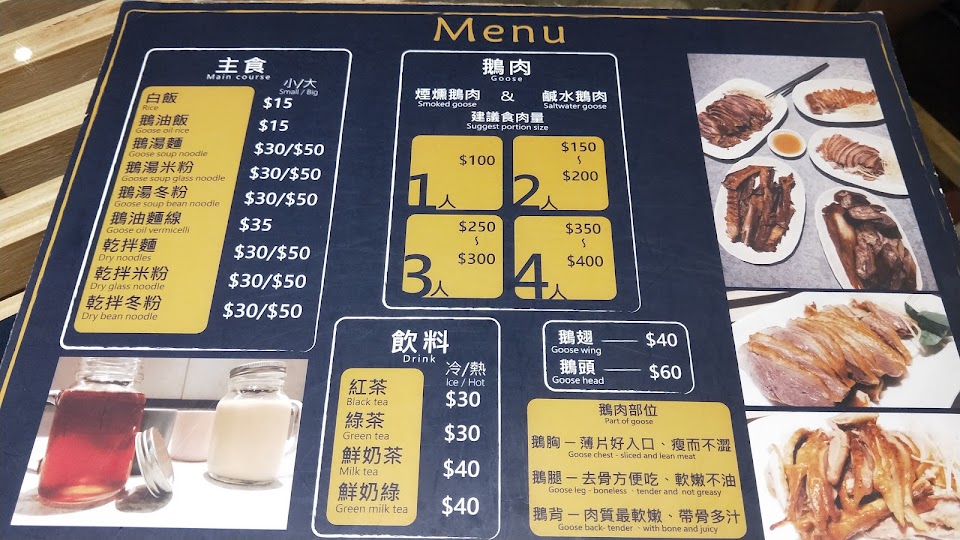 Menu
主食
Main course
小/大
Small / Big
白飯
Rice
$15
鵝油飯
Goose oil rice
$15
鵝湯麵
Goose soup noodle
$30/$50
鵝湯米粉
Goose soup glass noodle
$30/$50
鵝湯冬粉
Goose soup bean noodle
$30/$50
鵝油麵線
Goose oil vermicelli
$35
乾拌麵
Dry noodles
$30/$50
乾拌米粉
Dry glass noodle
$30/$50
乾拌冬粉
Dry bean noodle
$30/$50
鵝肉
Goose
煙燻鵝肉 & 鹹水鵝肉
Smoked goose Saltwater goose
建議食肉量
Suggest portion size
1人 $100
2人 $150~$200
3人 $250~$300
4人 $350~$400
飲料
Drink
冷/熱
Ice / Hot
紅茶
Black tea
$30
綠茶
Green tea
$30
鮮奶茶
Milk tea
$40
鮮奶綠
Green milk tea
$40
鵝翅 — $40
Goose wing
鵝頭 — $60
Goose head
鵝肉部位
Part of goose
鵝胸－薄片好入口、瘦而不澀
Goose chest - sliced and lean meat
鵝腿－去骨方便吃、軟嫩不油
Goose leg - boneless、tender and not greasy
鵝背－肉質最軟嫩、帶骨多汁
Goose back- tender、with bone and juicy